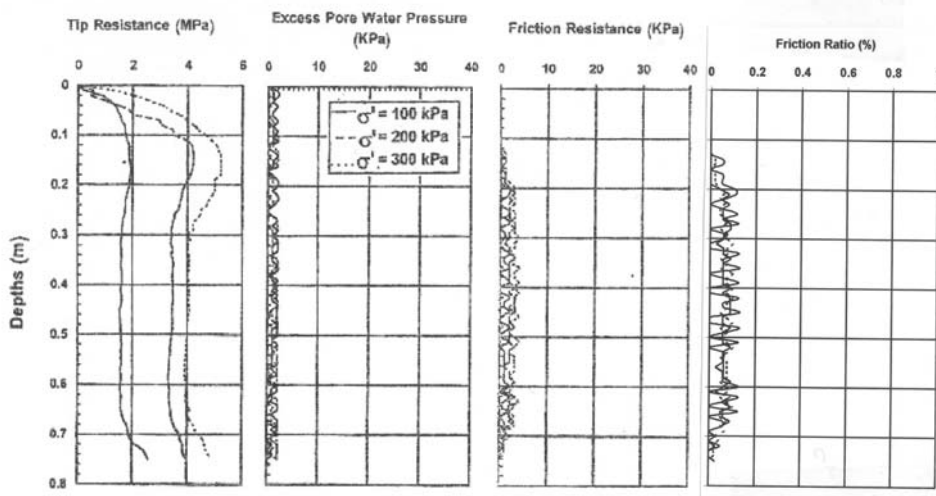 Tip Resistance (MPa)
0 2 4 6
Excess Pore Water Pressure
(KPa)
0 10 20 30 40
Friction Resistance (KPa)
0 10 20 30 40
Friction Ratio (%)
0 0.2 0.4 0.6 0.8 1
σ' = 100 kPa
σ' = 200 kPa
σ' = 300 kPa
Depths (m)
0
0.1
0.2
0.3
0.4
0.5
0.6
0.7
0.8